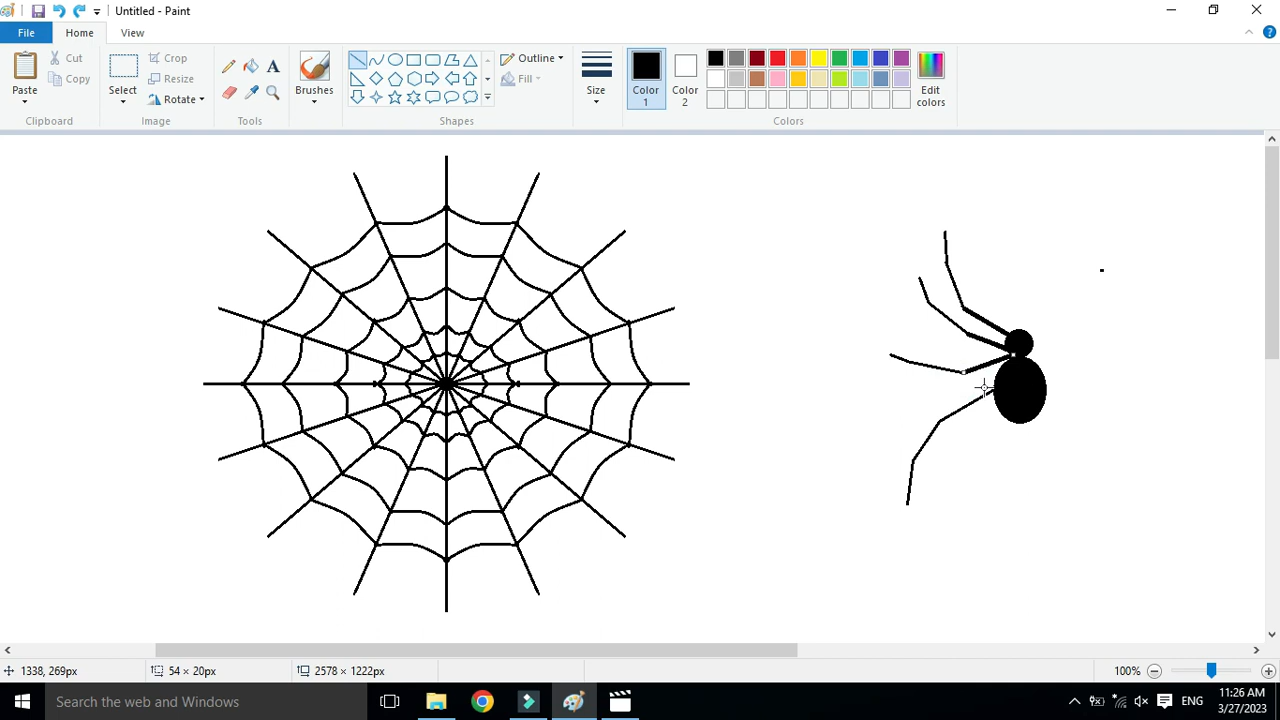 Untitled - Paint
File Home View
Paste
Cut
Copy
Clipboard
Select
Crop
Resize
Rotate
Image
A
Tools
Brushes
Outline
Fill
Shapes
Size
Color 1
Color 2
Edit colors
Colors
1338, 269px 54 × 20px 2578 × 1222px 100%
Search the web and Windows
ENG
11:26 AM
3/27/2023